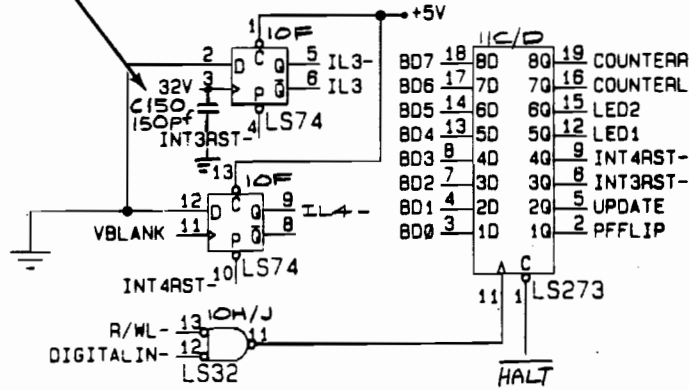 +5V
1 10F
2 D C Q 5 IL3-
32V 3 Q 6 IL3
P
C150
150Pf
4 LS74
INT3RST-
13 10F
12 D C Q 9 IL4-
VBLANK 11 Q 8
P
INT4RST- 10 LS74
10H/J
R/WL- 13
11
DIGITALIN- 12
LS32
11C/D
BD7 18 8D 8Q 19 COUNTERR
BD6 17 7D 7Q 16 COUNTERL
BD5 14 6D 6Q 15 LED2
BD4 13 5D 5Q 12 LED1
BD3 8 4D 4Q 9 INT4RST-
BD2 7 3D 3Q 6 INT3RST-
BD1 4 2D 2Q 5 UPDATE
BD0 3 1D 1Q 2 PFFLIP
C
11 1 LS273
HALT